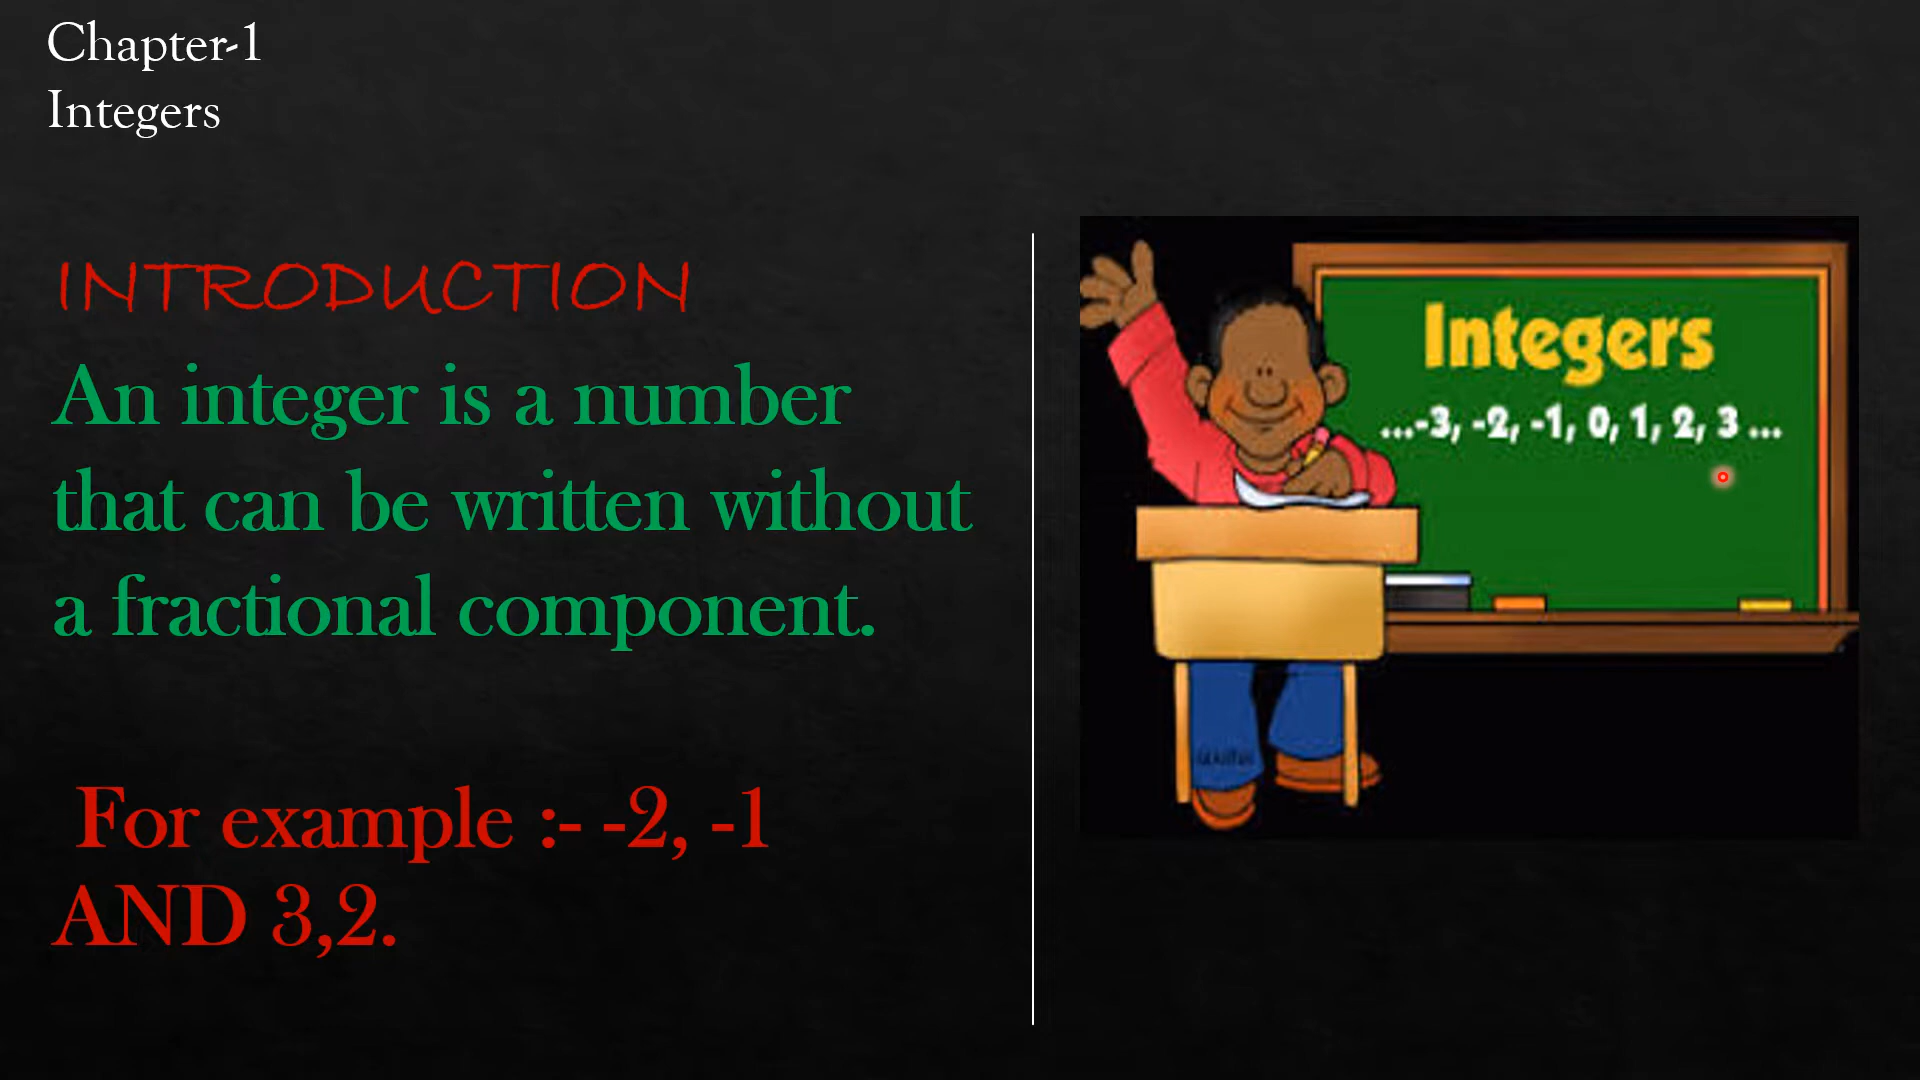 Chapter-1
Integers
INTRODUCTION
An integer is a number
that can be written without
a fractional component.
For example :- -2, -1
AND 3,2.
Integers
...-3, -2, -1, 0, 1, 2, 3 ...